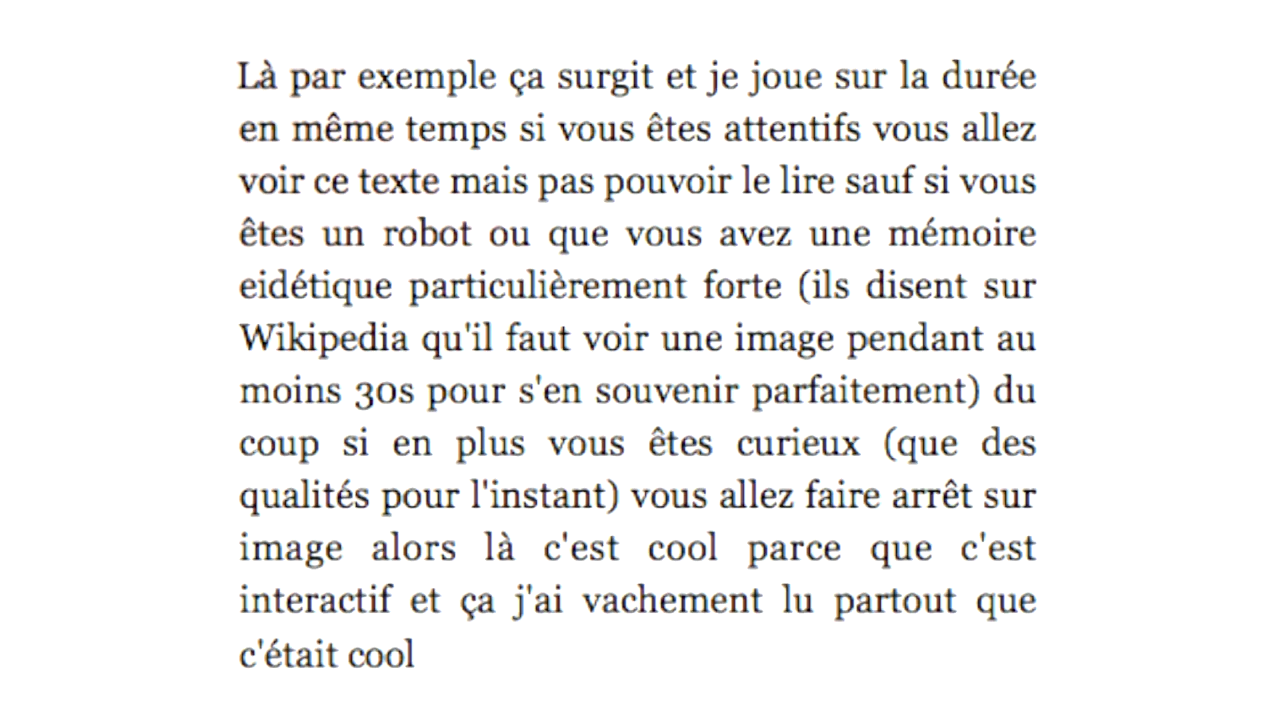 Là par exemple ça surgit et je joue sur la durée
en même temps si vous êtes attentifs vous allez
voir ce texte mais pas pouvoir le lire sauf si vous
êtes un robot ou que vous avez une mémoire
eidétique particulièrement forte (ils disent sur
Wikipedia qu'il faut voir une image pendant au
moins 30s pour s'en souvenir parfaitement) du
coup si en plus vous êtes curieux (que des
qualités pour l'instant) vous allez faire arrêt sur
image alors là c'est cool parce que c'est
interactif et ça j'ai vachement lu partout que
c'était cool